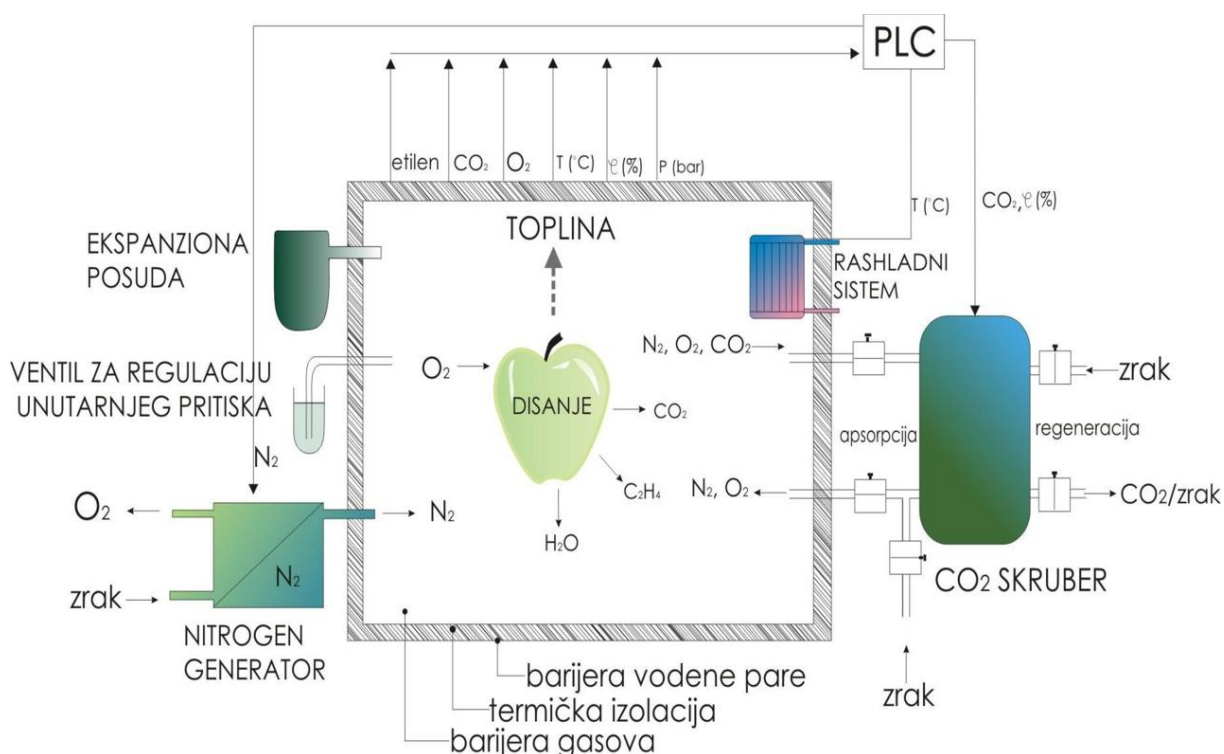 PLC
etilen
CO₂
O₂
T (°C)
φ (%)
P (bar)
T (°C)
CO₂, φ (%)
EKSPANZIONA
POSUDA
TOPLINA
RASHLADNI
SISTEM
VENTIL ZA REGULACIJU
UNUTARNJEG PRITISKA
O₂
DISANJE
CO₂
C₂H₄
H₂O
N₂, O₂, CO₂
zrak
apsorpcija
regeneracija
N₂, O₂
CO₂/zrak
N₂
O₂
N₂
N₂
zrak
NITROGEN
GENERATOR
CO₂ SKRUBER
zrak
barijera vodene pare
termička izolacija
barijera gasova